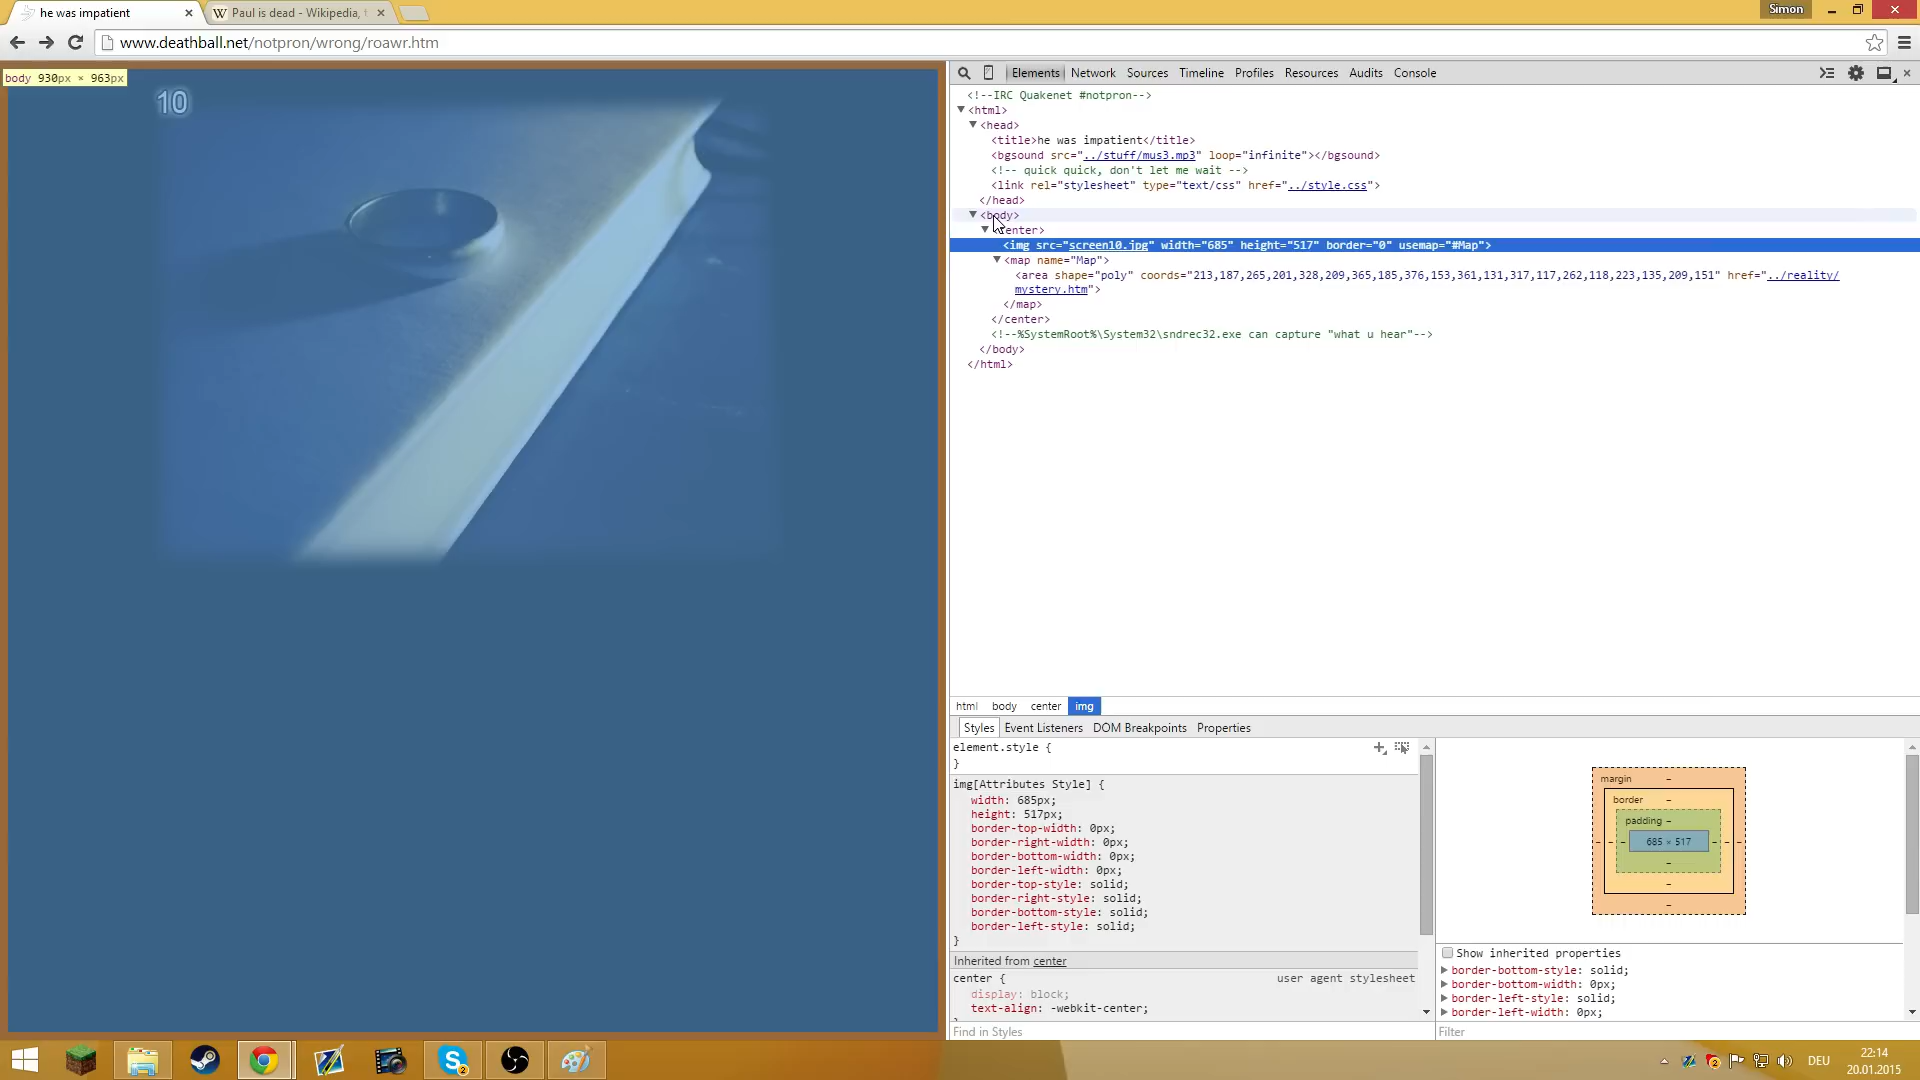 he was impatient
Paul is dead - Wikipedia, t
Simon
www.deathball.net/notpron/wrong/roawr.htm
body 930px × 963px
10
Elements Network Sources Timeline Profiles Resources Audits Console
<!--IRC Quakenet #notpron-->
<html>
<head>
<title>he was impatient</title>
<bgsound src="../stuff/mus3.mp3" loop="infinite"></bgsound>
<!-- quick quick, don't let me wait -->
<link rel="stylesheet" type="text/css" href="../style.css">
</head>
<body>
center>
<img src="screen10.jpg" width="685" height="517" border="0" usemap="#Map">
<map name="Map">
<area shape="poly" coords="213,187,265,201,328,209,365,185,376,153,361,131,317,117,262,118,223,135,209,151" href="../reality/
mystery.htm">
</map>
</center>
<!--%SystemRoot%\System32\sndrec32.exe can capture "what u hear"-->
</body>
</html>
html body center img
Styles Event Listeners DOM Breakpoints Properties
element.style {
}
img[Attributes Style] {
width: 685px;
height: 517px;
border-top-width: 0px;
border-right-width: 0px;
border-bottom-width: 0px;
border-left-width: 0px;
border-top-style: solid;
border-right-style: solid;
border-bottom-style: solid;
border-left-style: solid;
}
Inherited from center
center { user agent stylesheet
display: block;
text-align: -webkit-center;
Find in Styles
margin –
border –
padding –
– – – 685 × 517 – – –
–
–
–
Show inherited properties
border-bottom-style: solid;
border-bottom-width: 0px;
border-left-style: solid;
border-left-width: 0px;
Filter
2
2
DEU
22:14
20.01.2015